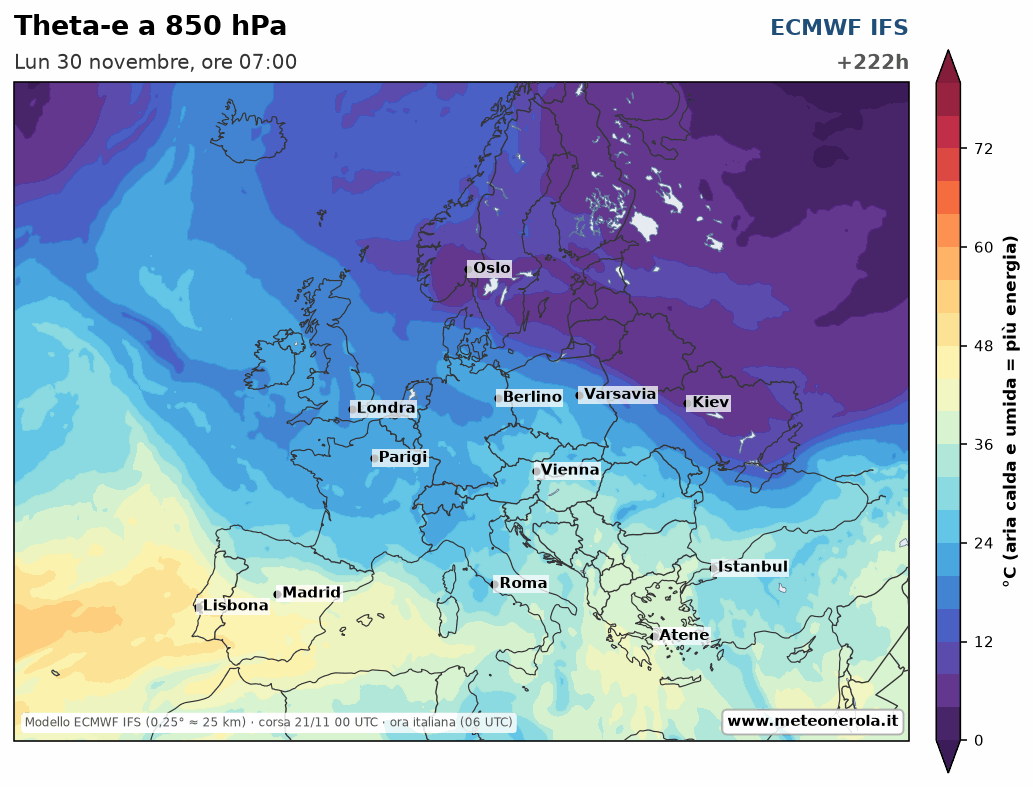 Theta-e a 850 hPa
ECMWF IFS
Lun 30 novembre, ore 07:00
+222h
Oslo
Londra
Berlino
Varsavia
Kiev
Parigi
Vienna
Istanbul
Roma
Madrid
Lisbona
Atene
Modello ECMWF IFS (0,25° ≈ 25 km) · corsa 21/11 00 UTC · ora italiana (06 UTC)
www.meteonerola.it
72
60
48
36
24
12
0
°C (aria calda e umida = più energia)